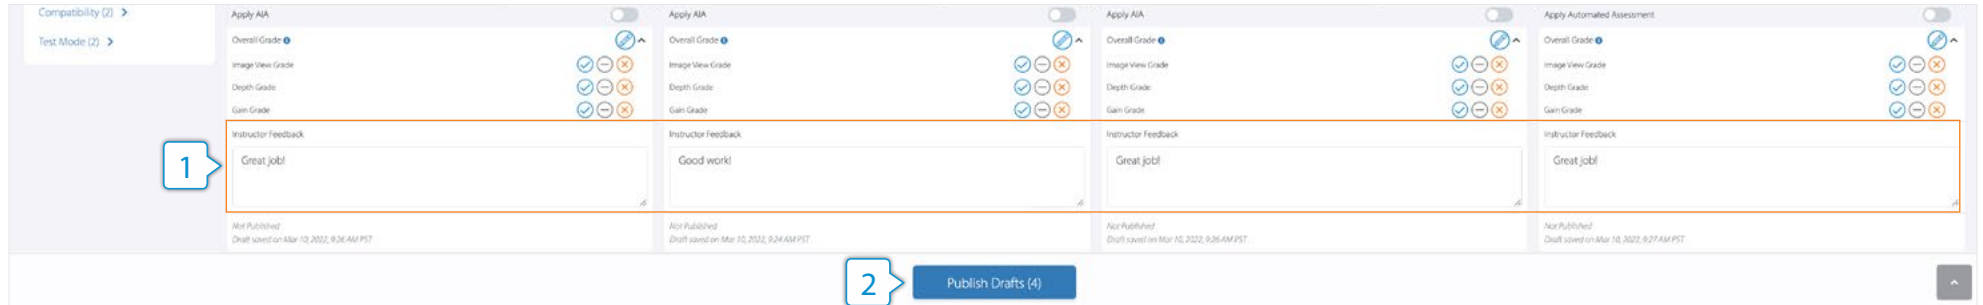 Compatibility (2)
Test Mode (2)
Apply AIA
Overall Grade
Image View Grade
Depth Grade
Gain Grade
Instructor Feedback
Great job!
Not Published
Draft saved on Mar 10, 2022, 9:26 AM PST
Apply AIA
Overall Grade
Image View Grade
Depth Grade
Gain Grade
Instructor Feedback
Good work!
Not Published
Draft saved on Mar 10, 2022, 9:24 AM PST
Apply AIA
Overall Grade
Image View Grade
Depth Grade
Gain Grade
Instructor Feedback
Great job!
Not Published
Draft saved on Mar 10, 2022, 9:26 AM PST
Apply Automated Assessment
Overall Grade
Image View Grade
Depth Grade
Gain Grade
Instructor Feedback
Great job!
Not Published
Draft saved on Mar 10, 2022, 9:27 AM PST
1
2
Publish Drafts (4)